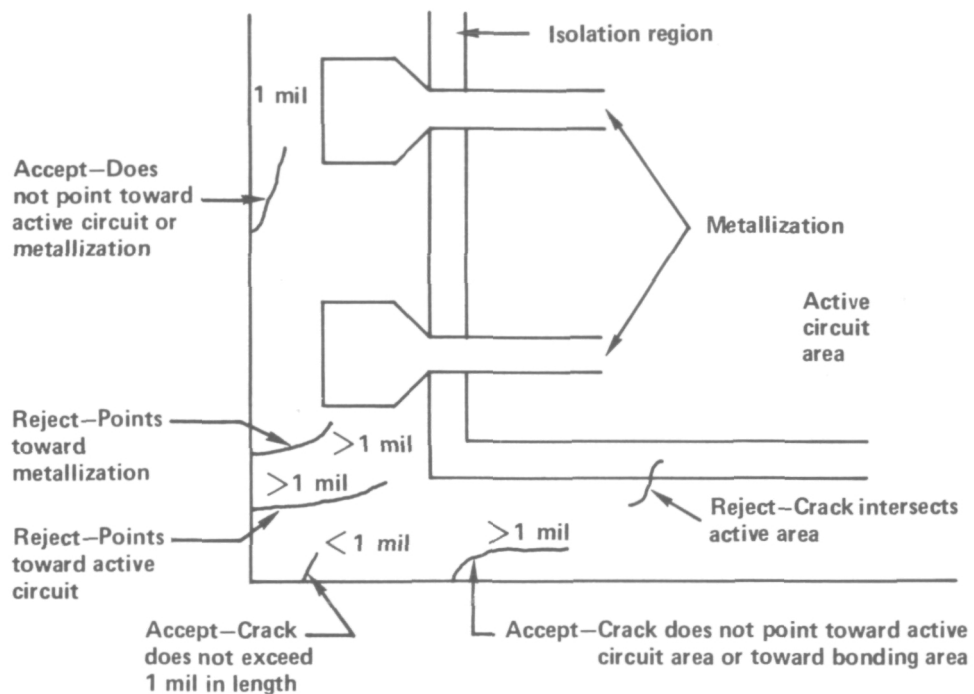 Isolation region
1 mil
Accept—Does
not point toward
active circuit or
metallization
Metallization
Active
circuit
area
Reject—Points
toward
metallization
>1 mil
>1 mil
Reject—Points
toward active
circuit
<1 mil
>1 mil
Reject—Crack intersects
active area
Accept—Crack
does not exceed
1 mil in length
Accept—Crack does not point toward active
circuit area or toward bonding area